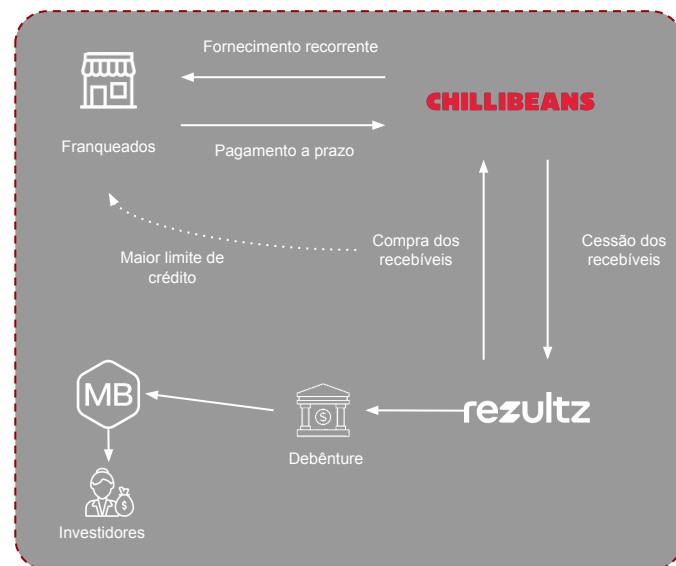 Fornecimento recorrente
CHILLIBEANS
Franqueados
Pagamento a prazo
Maior limite de
crédito
Compra dos
recebíveis
Cessão dos
recebíveis
MB
rezultz
$
Debênture
$
Investidores